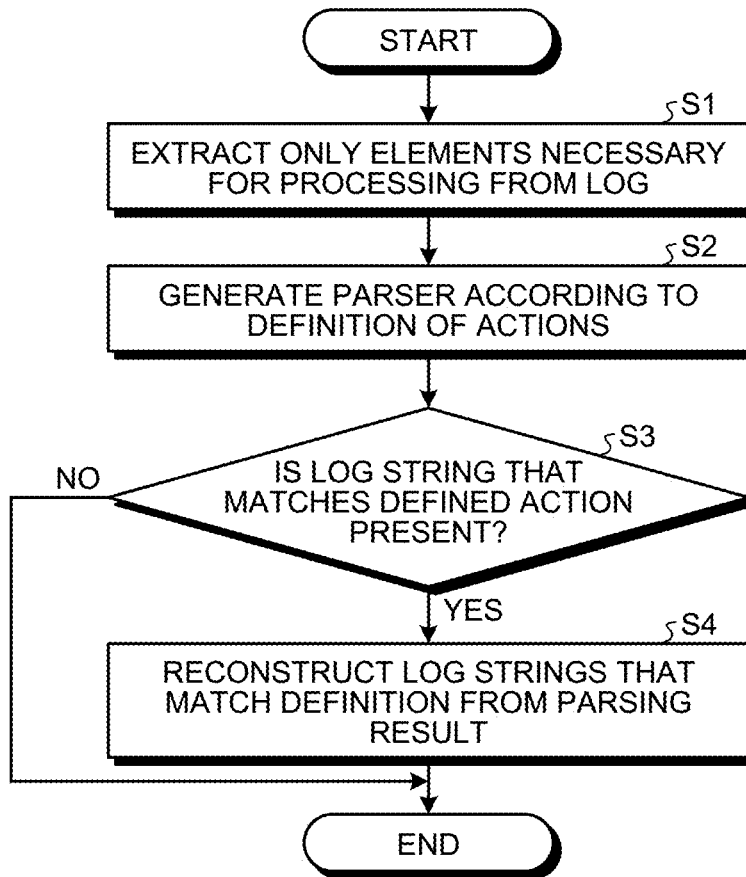 START
S1
EXTRACT ONLY ELEMENTS NECESSARY
FOR PROCESSING FROM LOG
S2
GENERATE PARSER ACCORDING TO
DEFINITION OF ACTIONS
S3
IS LOG STRING THAT
MATCHES DEFINED ACTION
PRESENT?
NO
YES
S4
RECONSTRUCT LOG STRINGS THAT
MATCH DEFINITION FROM PARSING
RESULT
END